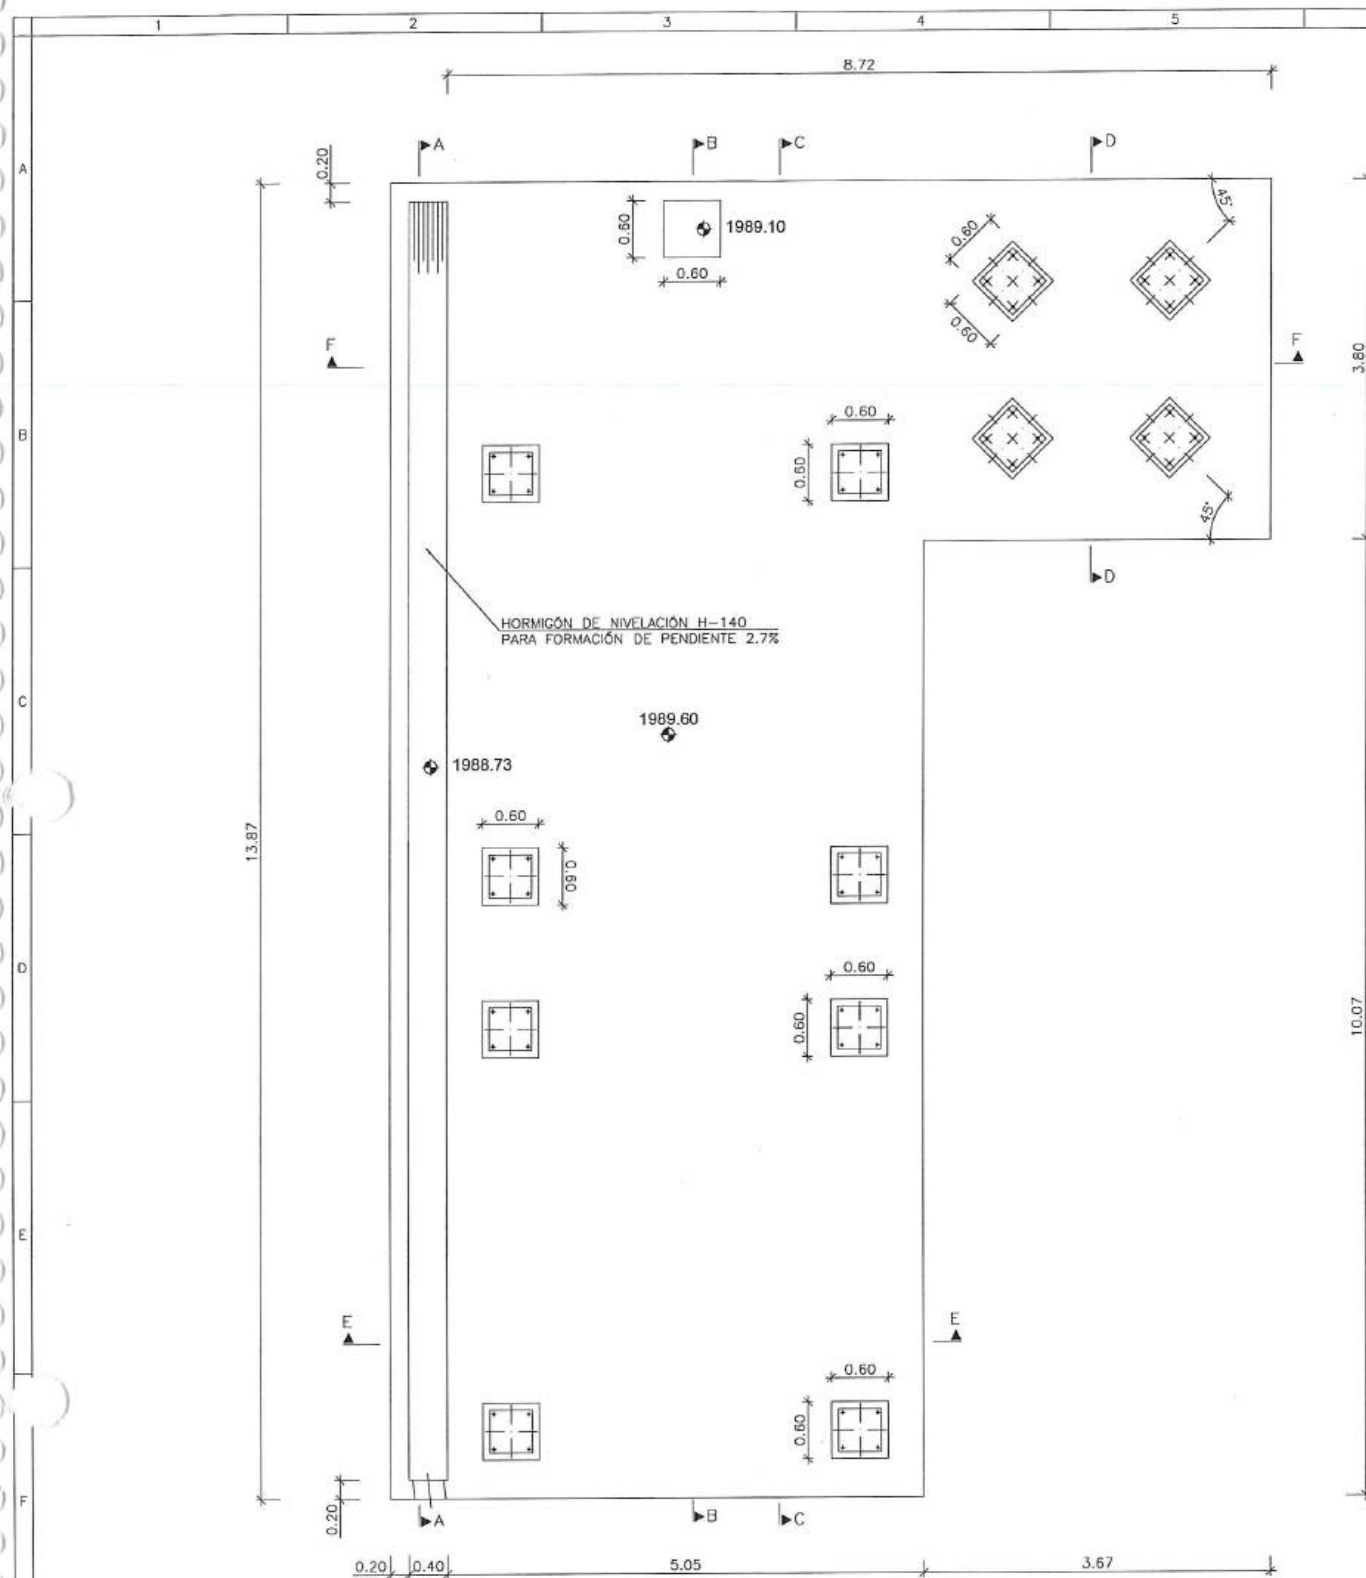 1 2 3 4 5
8.72
A B C D
A
0.20
45°
0.60
0.60
1989.10
0.60
0.60
F
F
3.80
B
0.60
0.60
45°
D
HORMIGÓN DE NIVELACIÓN H-140
PARA FORMACIÓN DE PENDIENTE 2.7%
C
1989.60
1988.73
13.87
0.60
0.60
D
0.60
0.60
10.07
E
E
E
0.60
0.60
F
0.20
A B C
0.20 0.40 5.05 3.67